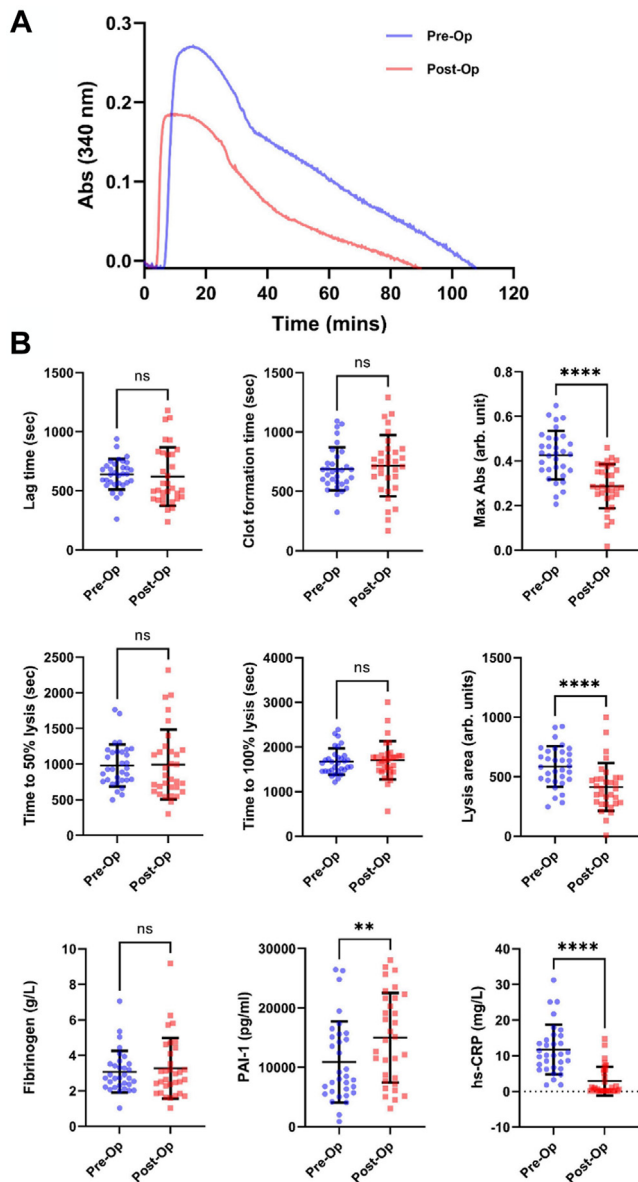 A
0.3
0.2
0.1
0.0
Abs (340 nm)
0 20 40 60 80 100 120
Time (mins)
Pre-Op
Post-Op
B
ns
1500
1000
500
0
Lag time (sec)
Pre-Op
Post-Op
ns
1500
1000
500
0
Clot formation time (sec)
Pre-Op
Post-Op
****
0.8
0.6
0.4
0.2
0.0
Max Abs (arb. unit)
Pre-Op
Post-Op
ns
2500
2000
1500
1000
500
0
Time to 50% lysis (sec)
Pre-Op
Post-Op
ns
4000
3000
2000
1000
0
Time to 100% lysis (sec)
Pre-Op
Post-Op
****
1500
1000
500
0
Lysis area (arb. units)
Pre-Op
Post-Op
ns
10
8
6
4
2
0
Fibrinogen (g/L)
Pre-Op
Post-Op
**
30000
20000
10000
0
PAI-1 (pg/ml)
Pre-Op
Post-Op
****
40
30
20
10
0
-10
hs-CRP (mg/L)
Pre-Op
Post-Op